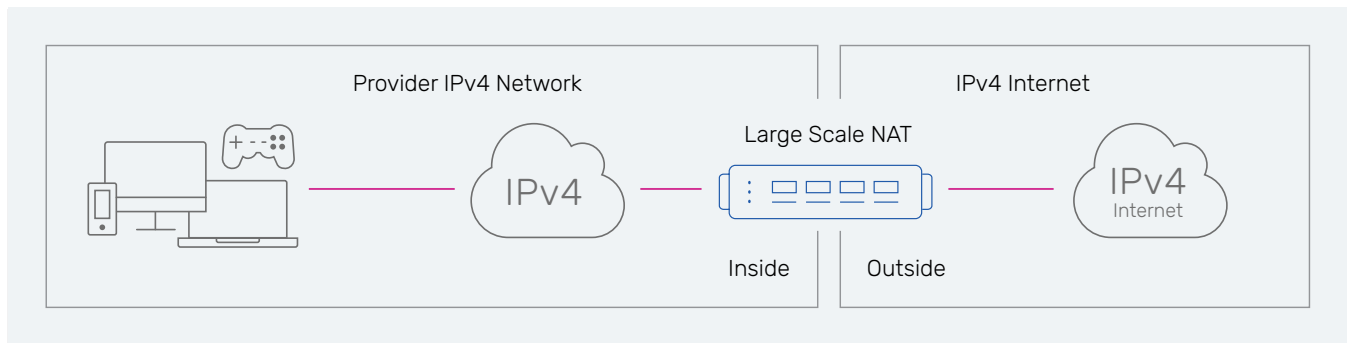 Provider IPv4 Network
IPv4 Internet
Large Scale NAT
IPv4
IPv4
Internet
Inside
Outside